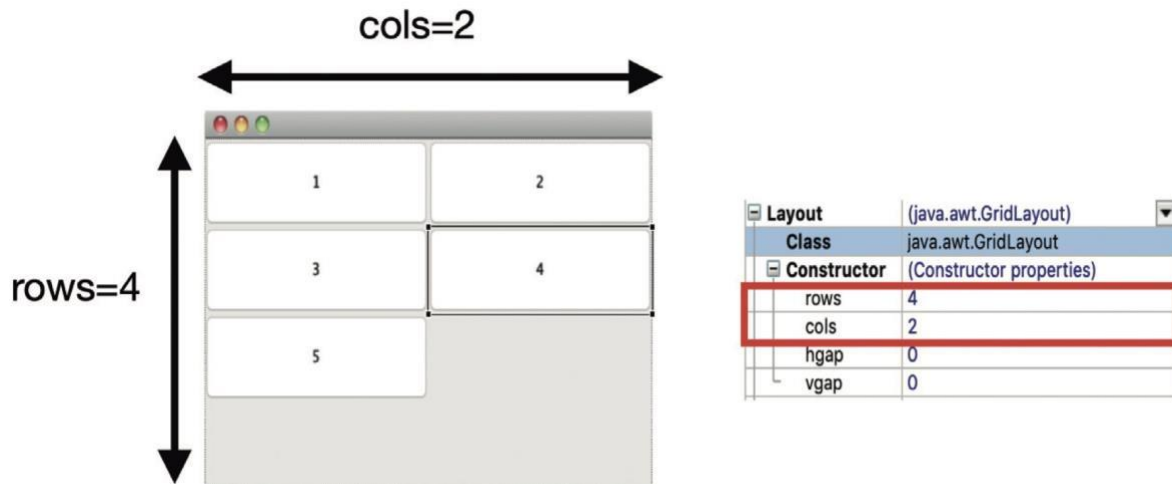 cols=2
rows=4
1
2
3
4
5
Layout (java.awt.GridLayout)
Class java.awt.GridLayout
Constructor (Constructor properties)
rows 4
cols 2
hgap 0
vgap 0